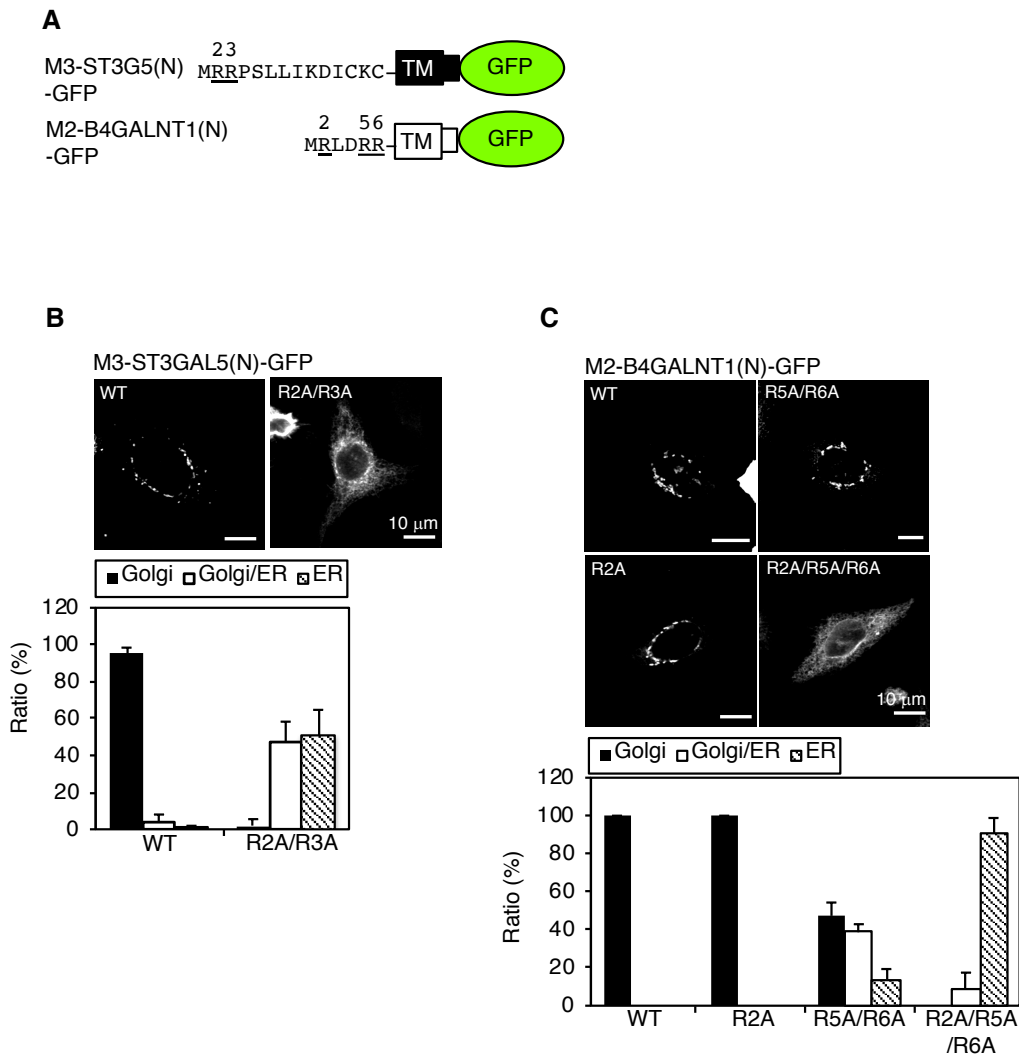 A
23
M3-ST3G5(N)
-GFP
MRRPSLLIKDICKC
TM
GFP
2 56
M2-B4GALNT1(N)
-GFP
MRLDRR
TM
GFP
B
M3-ST3GAL5(N)-GFP
WT
R2A/R3A
10 μm
Golgi Golgi/ER ER
Ratio (%)
120
100
80
60
40
20
0
WT R2A/R3A
C
M2-B4GALNT1(N)-GFP
WT
R5A/R6A
R2A
R2A/R5A/R6A
10 μm
Golgi Golgi/ER ER
Ratio (%)
120
100
80
60
40
20
0
WT R2A R5A/R6A R2A/R5A
/R6A